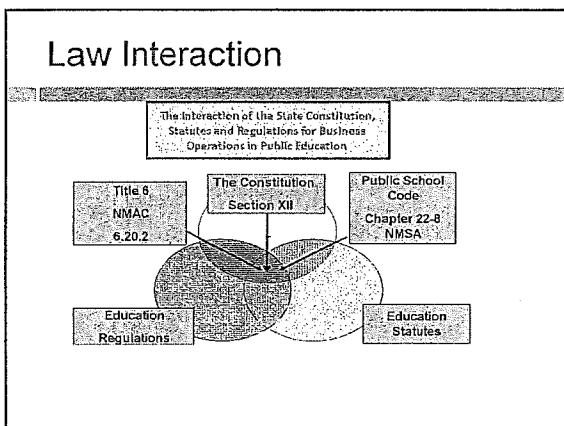 Law Interaction
The Interaction of the State Constitution,
Statutes and Regulations for Business
Operations in Public Education
Title 6
NMAC
6.20.2
The Constitution
Section XII
Public School
Code
Chapter 22-8
NMSA
Education
Regulations
Education
Statutes